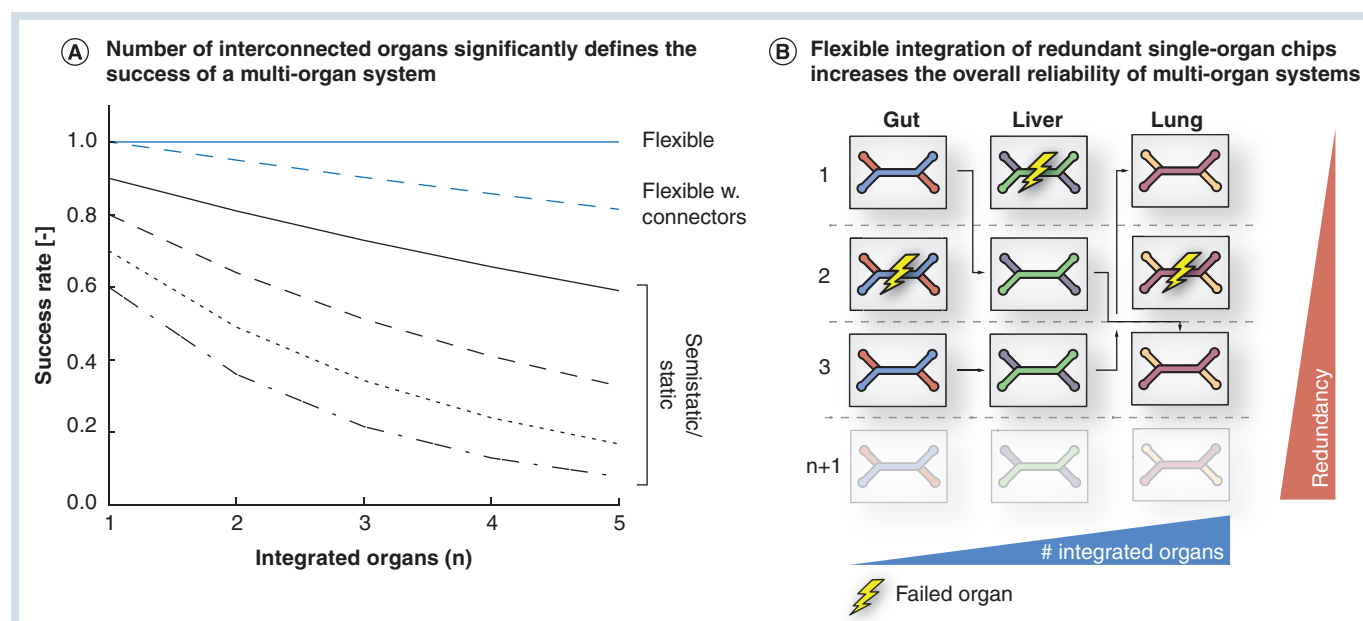 A Number of interconnected organs significantly defines the
success of a multi-organ system
Success rate [-]
1.0
0.8
0.6
0.4
0.2
0.0
1 2 3 4 5
Integrated organs (n)
Flexible
Flexible w.
connectors
Semistatic/
static
B Flexible integration of redundant single-organ chips
increases the overall reliability of multi-organ systems
Gut Liver Lung
1
2
3
n+1
Redundancy
# integrated organs
Failed organ